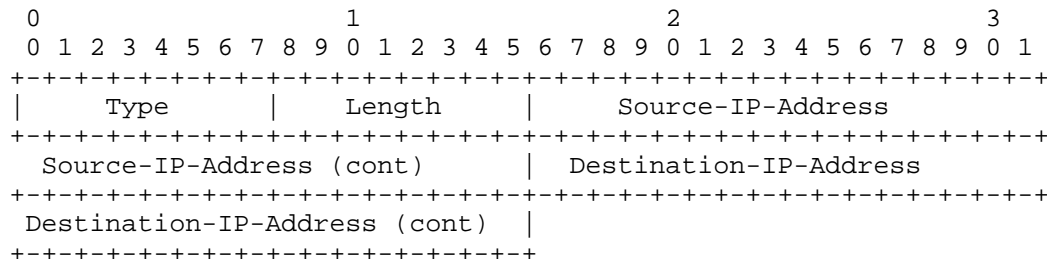 0                   1                   2                   3
 0 1 2 3 4 5 6 7 8 9 0 1 2 3 4 5 6 7 8 9 0 1 2 3 4 5 6 7 8 9 0 1
+-+-+-+-+-+-+-+-+-+-+-+-+-+-+-+-+-+-+-+-+-+-+-+-+-+-+-+-+-+-+-+-+
|     Type      |    Length     |     Source-IP-Address
+-+-+-+-+-+-+-+-+-+-+-+-+-+-+-+-+-+-+-+-+-+-+-+-+-+-+-+-+-+-+-+-+
  Source-IP-Address (cont)      |  Destination-IP-Address
+-+-+-+-+-+-+-+-+-+-+-+-+-+-+-+-+-+-+-+-+-+-+-+-+-+-+-+-+-+-+-+-+
 Destination-IP-Address (cont)  |
+-+-+-+-+-+-+-+-+-+-+-+-+-+-+-+-+